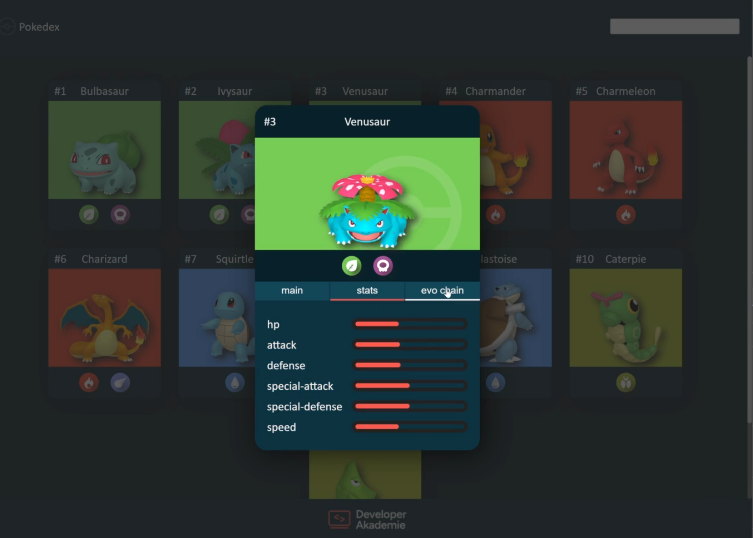 Pokedex
#1 Bulbasaur
#2 Ivysaur
#3 Venusaur
#4 Charmander
#5 Charmeleon
#3 Venusaur
main stats evo chain
hp
attack
defense
special-attack
special-defense
speed
#6 Charizard
#7 Squirtle
lastoise
#10 Caterpie
<>
Developer
Akademie